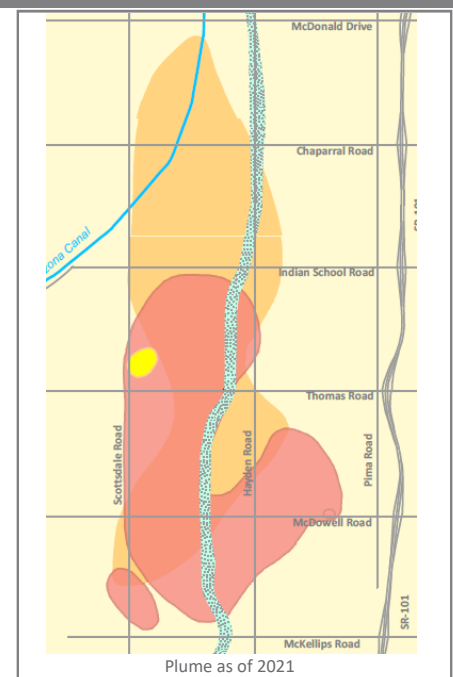 McDonald Drive
Chaparral Road
zona Canal
Indian School Road
Thomas Road
Scottsdale Road
Hayden Road
Pima Road
McDowell Road
SR-101
McKellips Road
Plume as of 2021